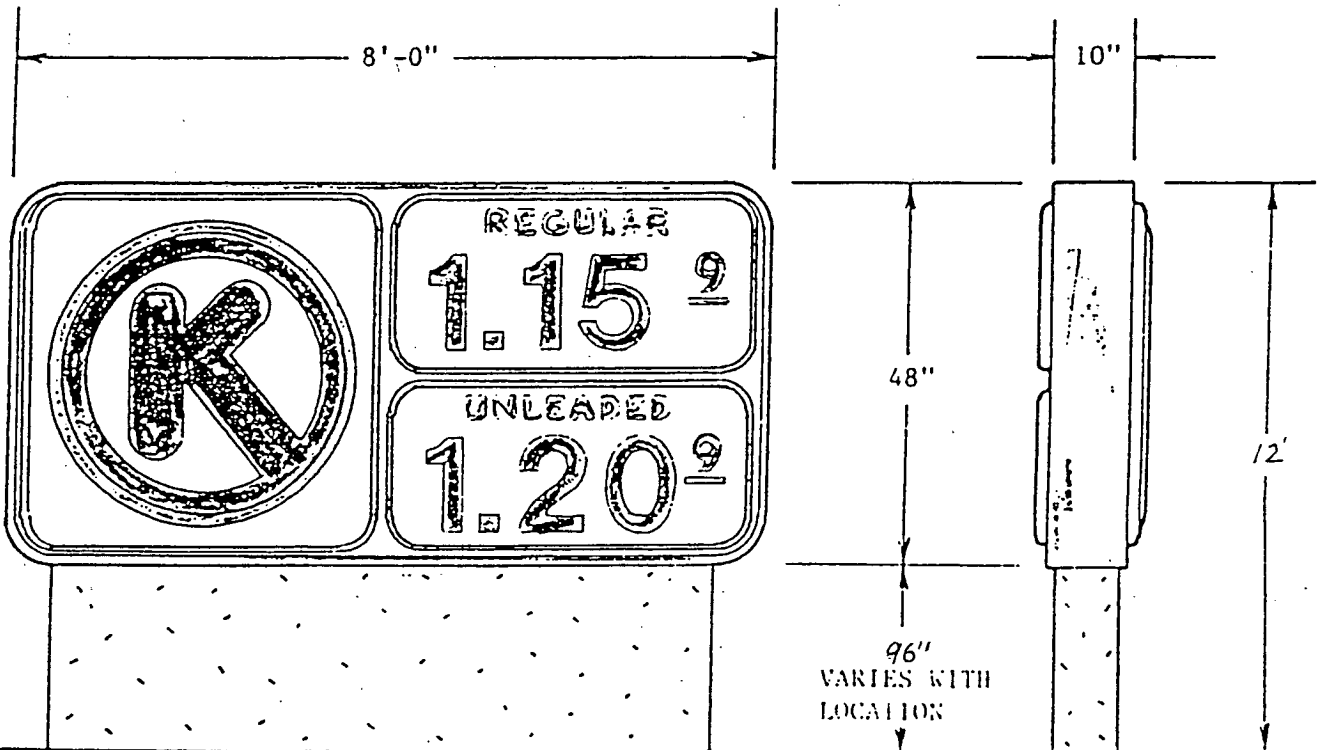 8'-0"
10"
K
REGULAR
1.15 9
UNLEADED
1.20 9
48"
12'
96"
VARIES WITH
LOCATION